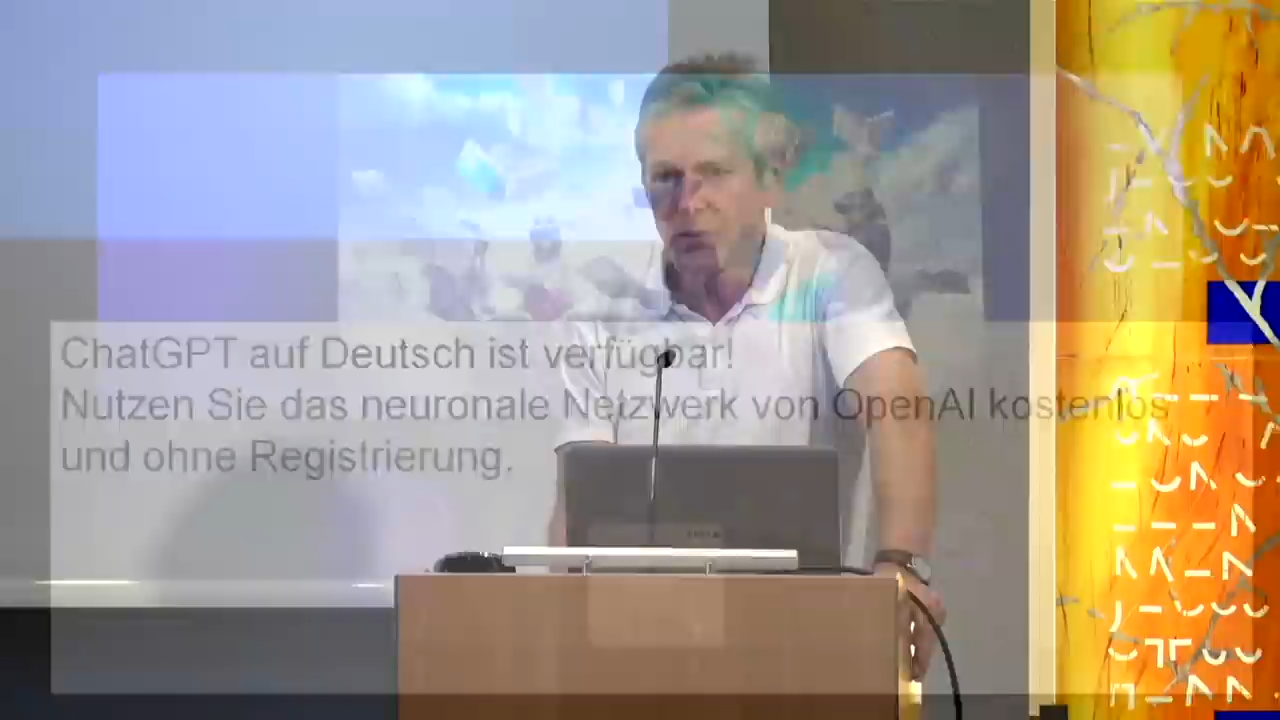 ChatGPT auf Deutsch ist verfügbar!
Nutzen Sie das neuronale Netzwerk von OpenAI kostenlos
und ohne Registrierung.